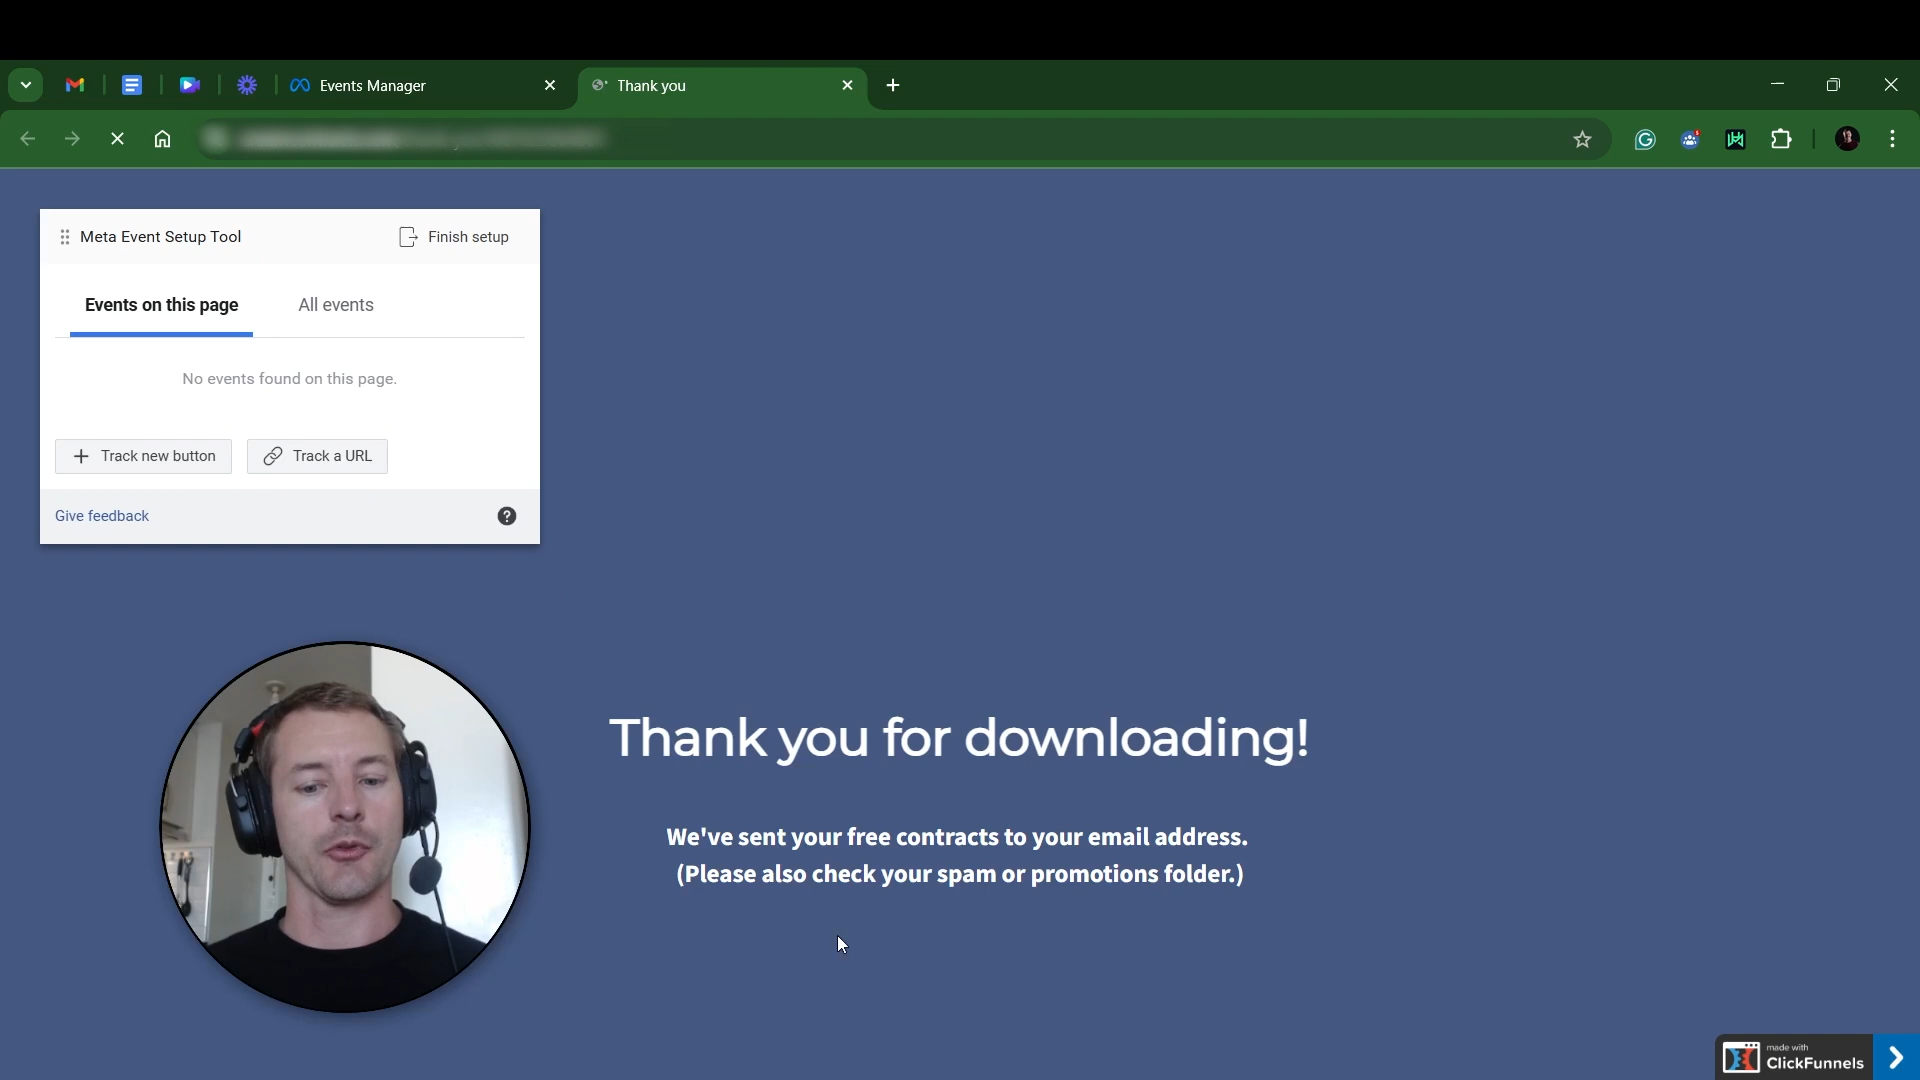 Events Manager
Thank you
Meta Event Setup Tool
Finish setup
Events on this page
All events
No events found on this page.
Track new button
Track a URL
Give feedback
Thank you for downloading!
We've sent your free contracts to your email address.
(Please also check your spam or promotions folder.)
made with
ClickFunnels